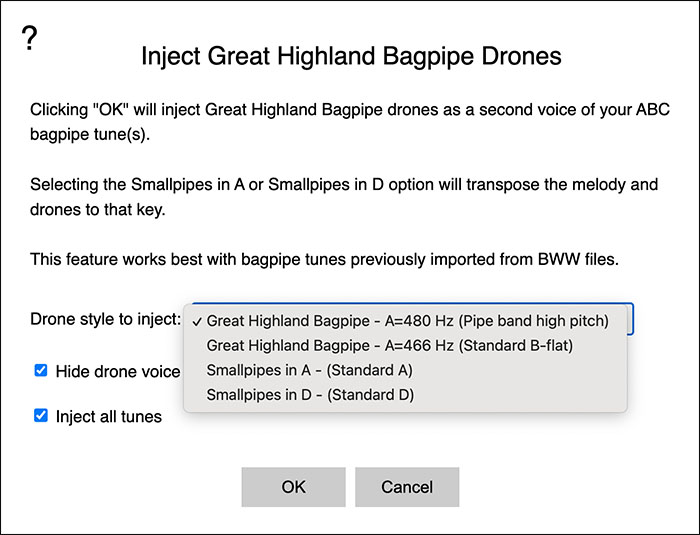 ?
Inject Great Highland Bagpipe Drones
Clicking "OK" will inject Great Highland Bagpipe drones as a second voice of your ABC
bagpipe tune(s).
Selecting the Smallpipes in A or Smallpipes in D option will transpose the melody and
drones to that key.
This feature works best with bagpipe tunes previously imported from BWW files.
Drone style to inject: ✓ Great Highland Bagpipe - A=480 Hz (Pipe band high pitch)
Great Highland Bagpipe - A=466 Hz (Standard B-flat)
Hide drone voice Smallpipes in A - (Standard A)
Smallpipes in D - (Standard D)
Inject all tunes
OK Cancel